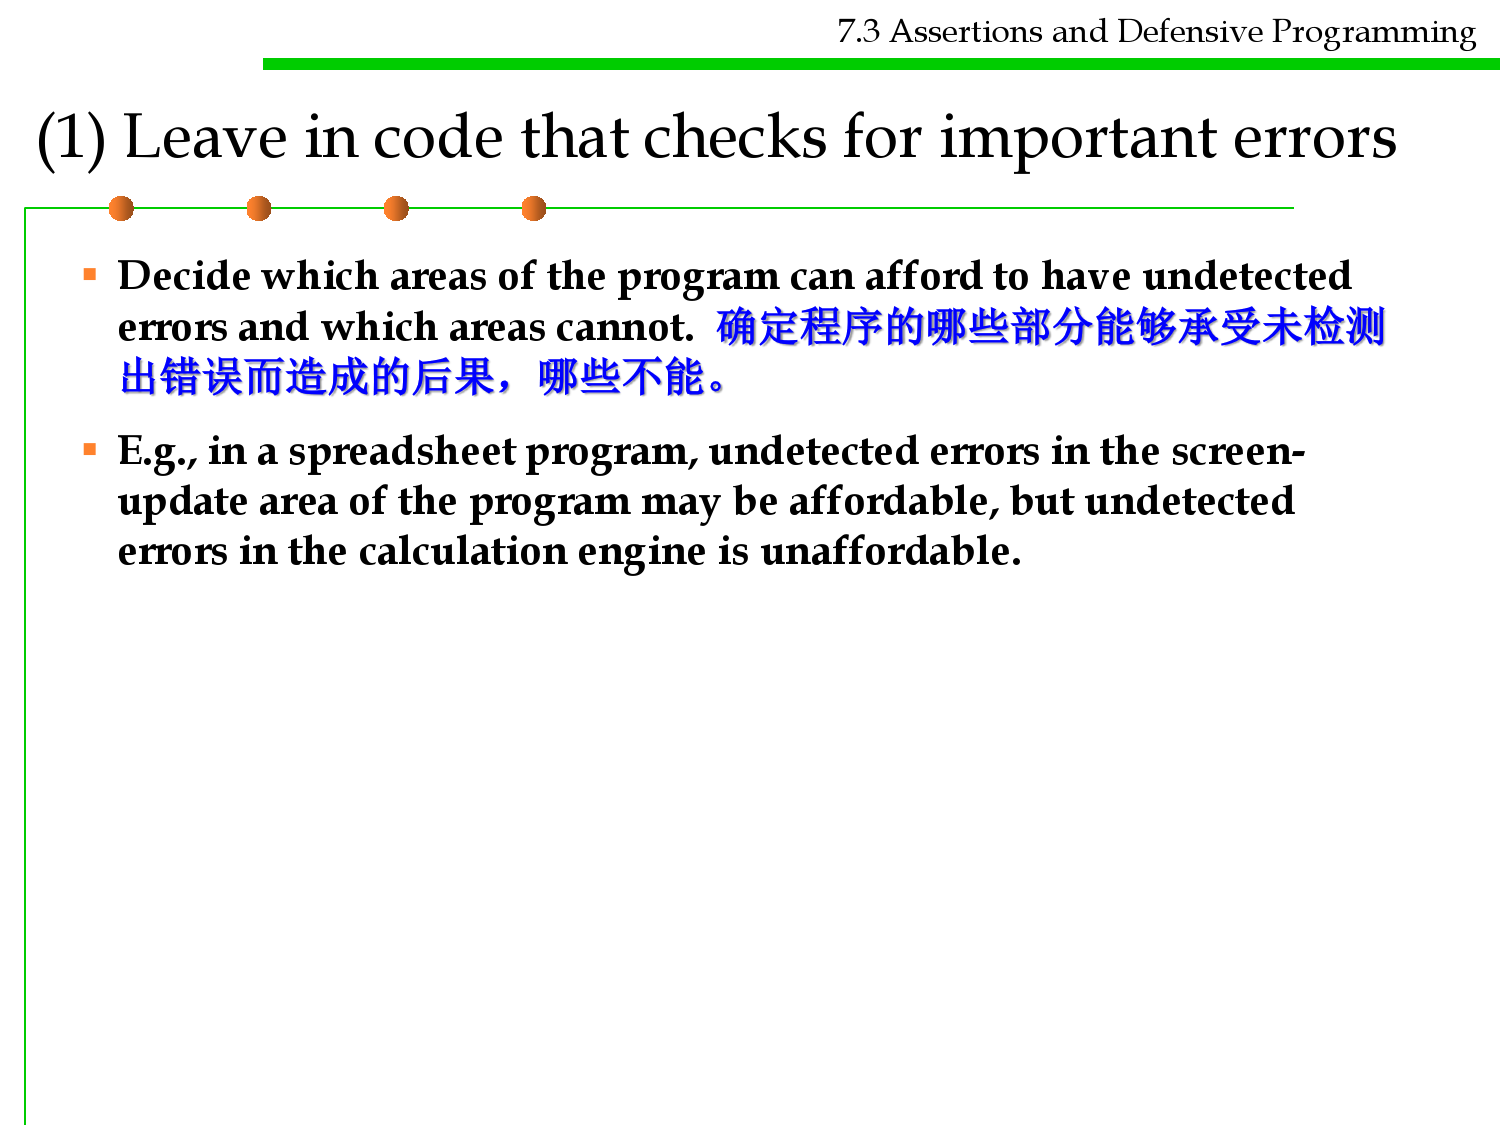 7.3 Assertions and Defensive Programming
(1) Leave in code that checks for important errors
Decide which areas of the program can afford to have undetected
errors and which areas cannot. 确定程序的哪些部分能够承受未检测
出错误而造成的后果，哪些不能。
E.g., in a spreadsheet program, undetected errors in the screen-
update area of the program may be affordable, but undetected
errors in the calculation engine is unaffordable.